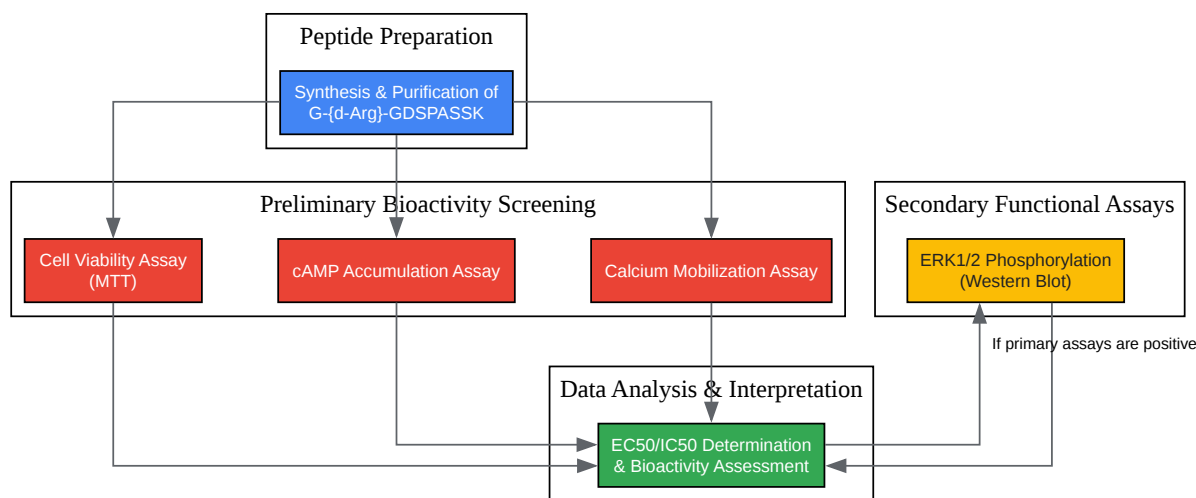 Peptide Preparation
Synthesis & Purification of
G-{d-Arg}-GDSPASSK
Preliminary Bioactivity Screening
Cell Viability Assay
(MTT)
cAMP Accumulation Assay
Calcium Mobilization Assay
Secondary Functional Assays
ERK1/2 Phosphorylation
(Western Blot)
If primary assays are positive
Data Analysis & Interpretation
EC50/IC50 Determination
& Bioactivity Assessment